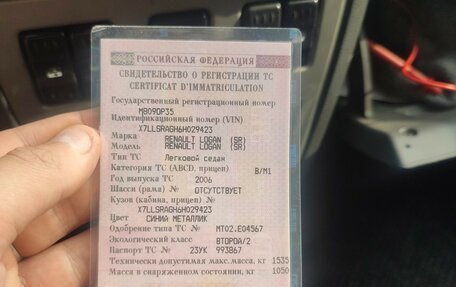 РОССИЙСКАЯ ФЕДЕРАЦИЯ
СВИДЕТЕЛЬСТВО О РЕГИСТРАЦИИ ТС
CERTIFICAT D'IMMATRICULATION
Государственный регистрационный номер
М809ОР35
Идентификационный номер (VIN)
X7LLSRAGH6H029423
Марка RENAULT LOGAN (SR)
Модель RENAULT LOGAN (SR)
Тип ТС Легковой седан
Категория ТС (ABCD, прицеп) B/M1
Год выпуска ТС 2006
Шасси (рама) № ОТСУТСТВУЕТ
Кузов (кабина, прицеп) №
X7LLSRAGH6H029423
Цвет СИНИЙ МЕТАЛЛИК
Одобрение типа ТС № МТ02.Е04567
Экологический класс ВТОРОЙ/2
Паспорт ТС № 23УК 993867
Технически допустимая макс. масса, кг 1535
Масса в снаряженном состоянии, кг 1050